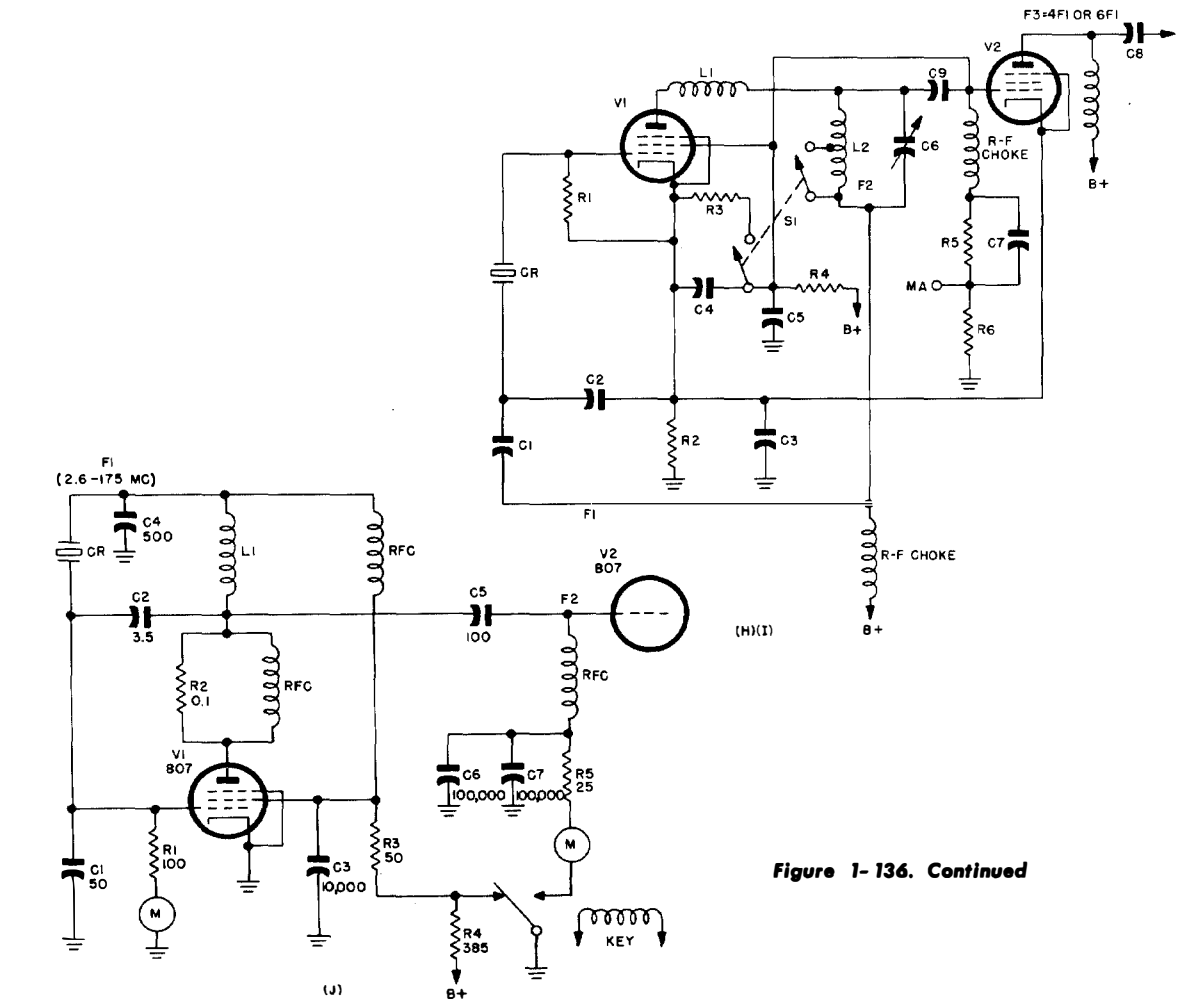 F3=4F1 OR 6F1
V2
C8
C9
L1
V1
L2
C6
R-F
CHOKE
B+
F2
R1
R3
S1
R5
C7
CR
R4
MA
C4
C5
B+
R6
C2
C1
R2
C3
F1
R-F CHOKE
B+
(H)(I)
F1
(2.6-175 MC)
C4
500
CR
L1
RFC
V2
807
C2
3.5
C5
100
F2
R2
0.1
RFC
RFC
V1
807
C6
100,000
C7
100,000
R5
25
R1
100
C1
50
C3
10,000
R3
50
M
M
R4
385
B+
KEY
(J)
Figure 1-136. Continued